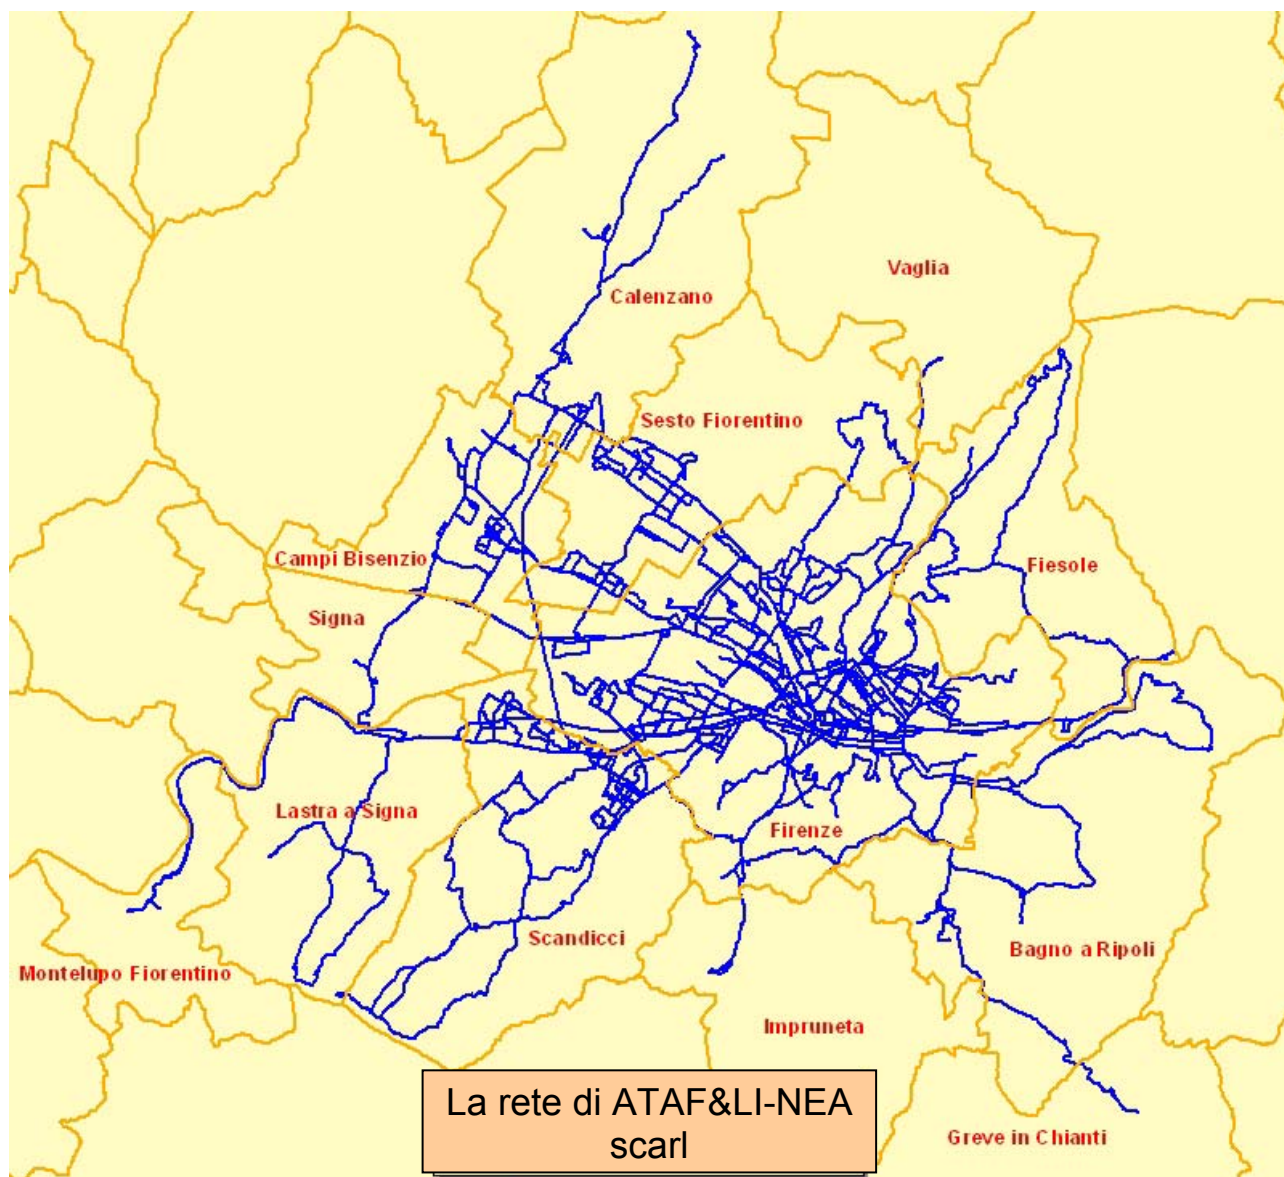 Vaglia
Calenzano
Sesto Fiorentino
Campi Bisenzio
Fiesole
Signa
Lastra a Signa
Firenze
Scandicci
Bagno a Ripoli
Montelupo Fiorentino
Impruneta
La rete di ATAF&LI-NEA
scarl
Greve in Chianti